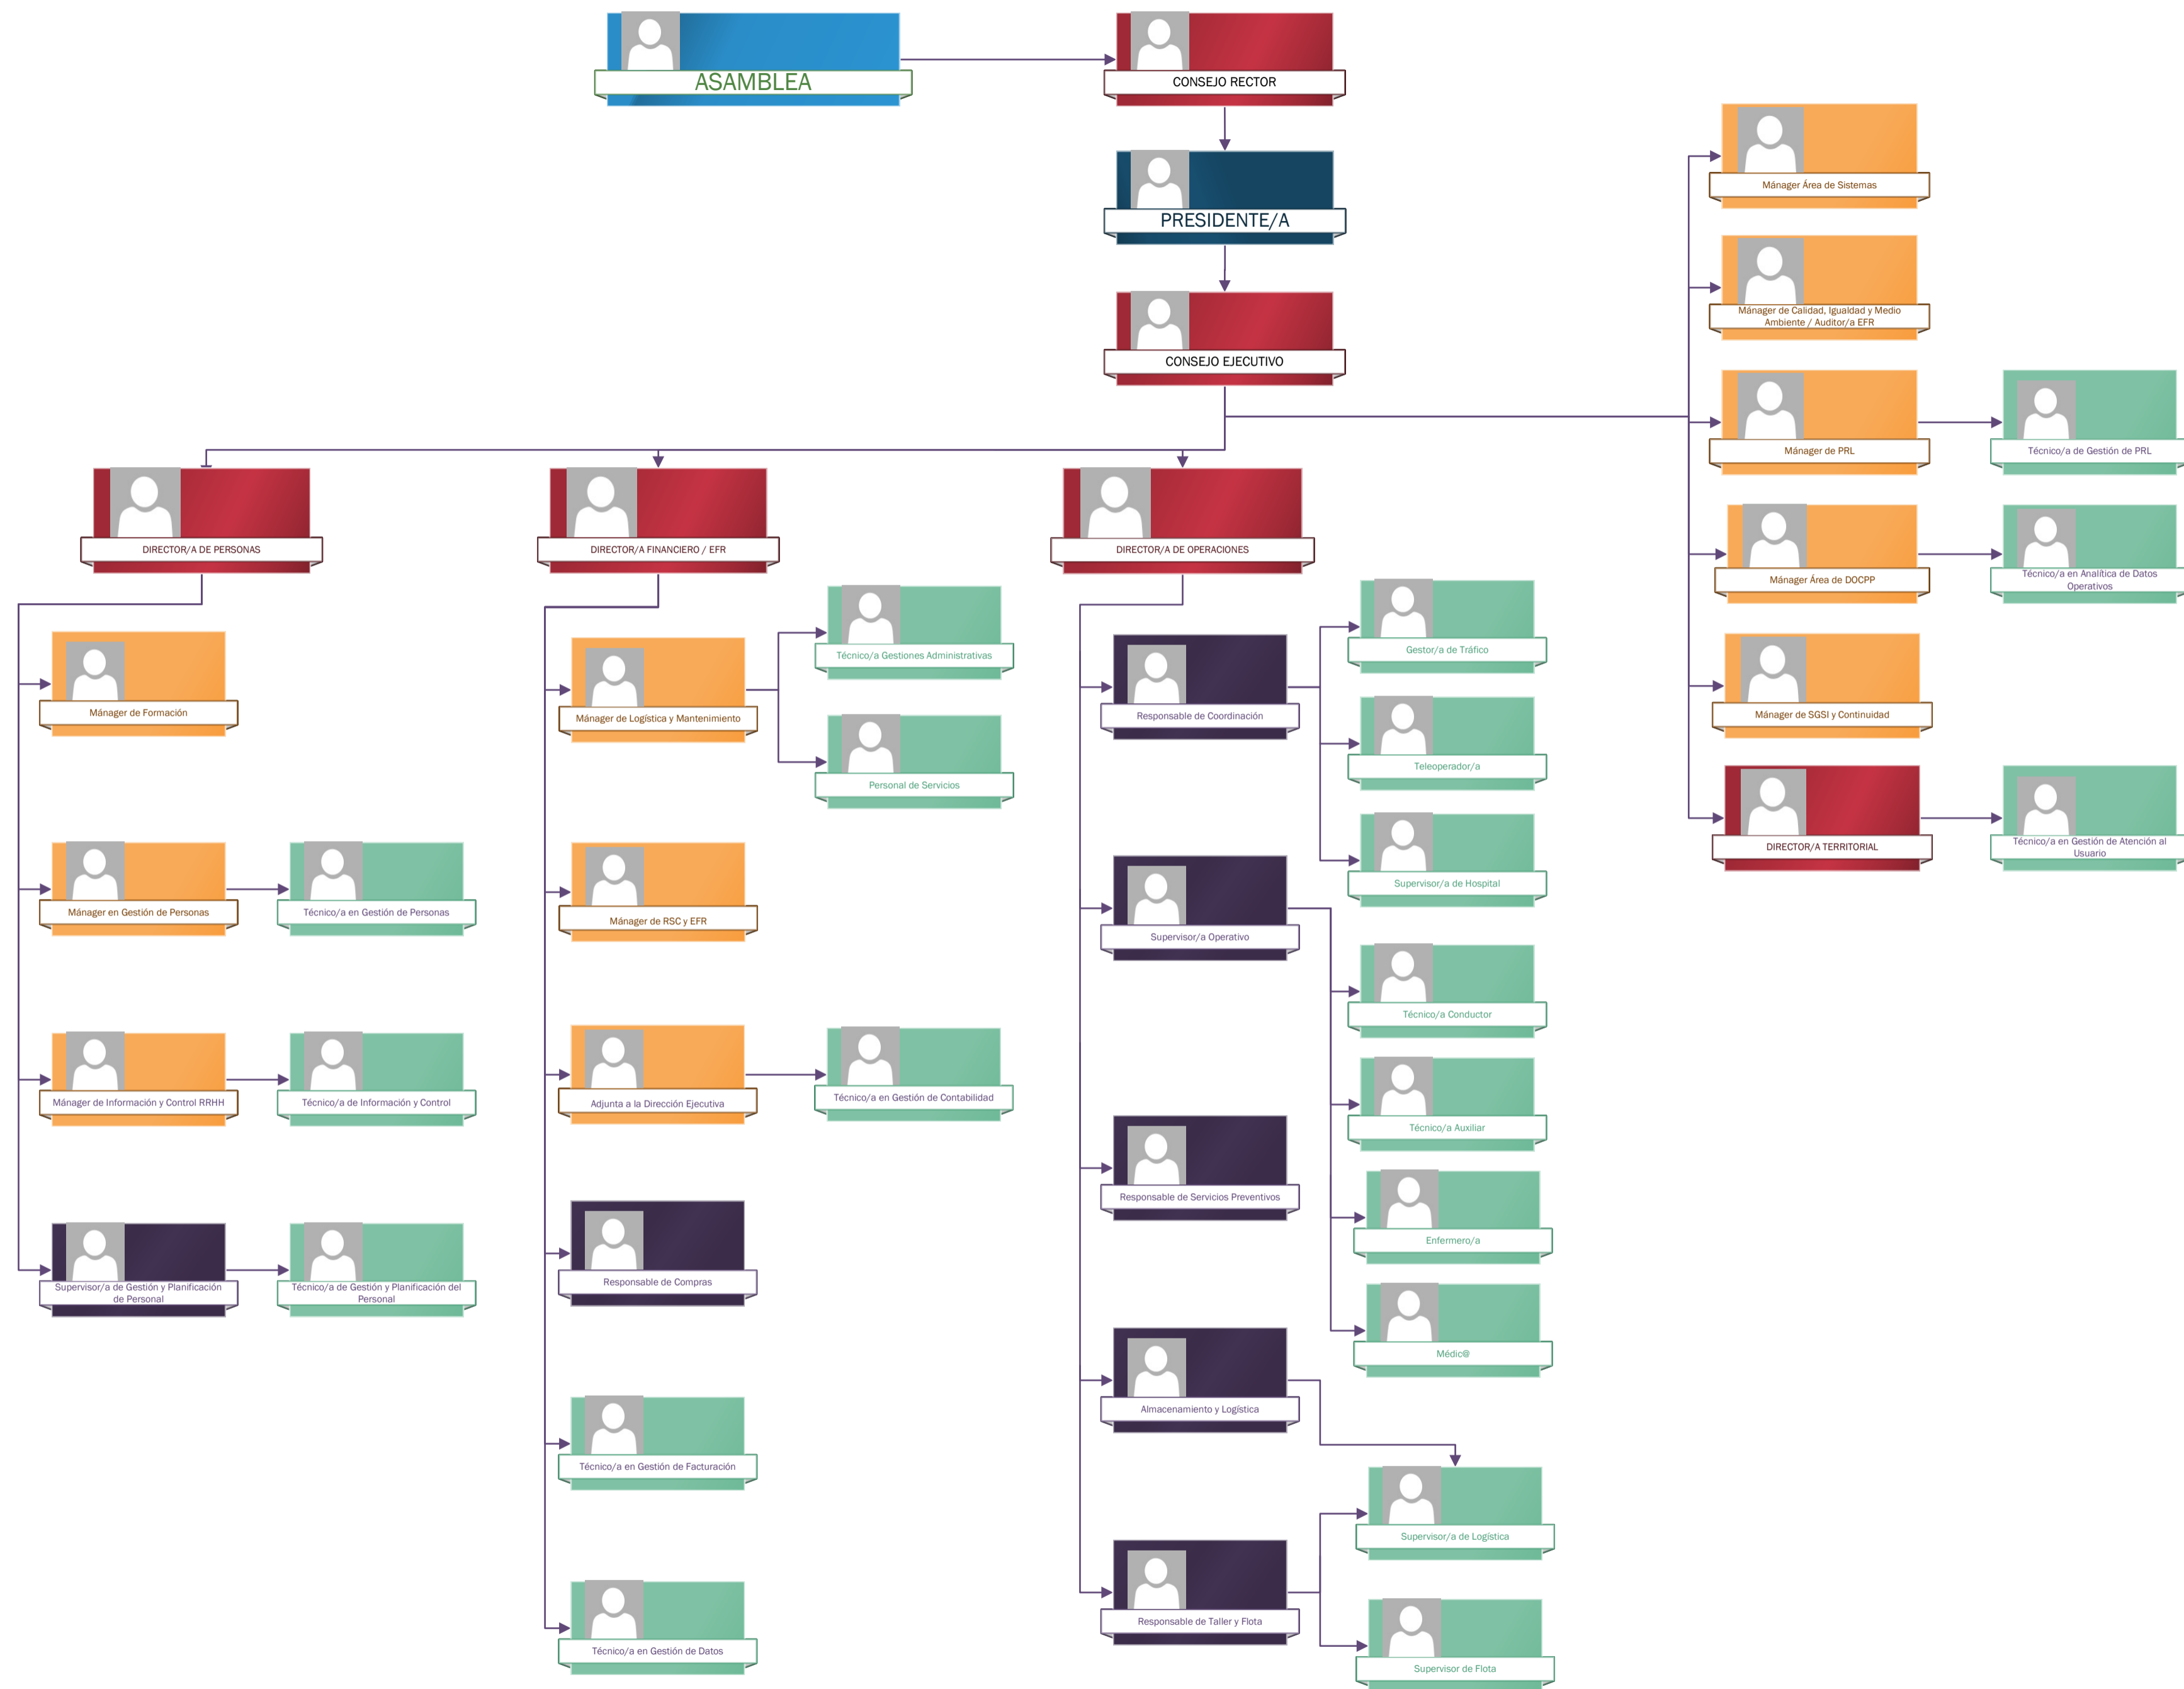 ASAMBLEA
CONSEJO RECTOR
PRESIDENTE/A
CONSEJO EJECUTIVO
DIRECTOR/A DE PERSONAS
Mánager de Formación
Mánager en Gestión de Personas
Técnico/a en Gestión de Personas
Mánager de Información y Control RRHH
Técnico/a de Información y Control
Supervisor/a de Gestión y Planificación
de Personal
Técnico/a de Gestión y Planificación del
Personal
DIRECTOR/A FINANCIERO / EFR
Mánager de Logística y Mantenimiento
Técnico/a Gestiones Administrativas
Personal de Servicios
Mánager de RSC y EFR
Adjunta a la Dirección Ejecutiva
Técnico/a en Gestión de Contabilidad
Responsable de Compras
Técnico/a en Gestión de Facturación
Técnico/a en Gestión de Datos
DIRECTOR/A DE OPERACIONES
Responsable de Coordinación
Gestor/a de Tráfico
Teleoperador/a
Supervisor/a de Hospital
Supervisor/a Operativo
Técnico/a Conductor
Técnico/a Auxiliar
Enfermero/a
Médic@
Responsable de Servicios Preventivos
Almacenamiento y Logística
Supervisor/a de Logística
Responsable de Taller y Flota
Supervisor de Flota
Mánager Área de Sistemas
Mánager de Calidad, Igualdad y Medio
Ambiente / Auditor/a EFR
Mánager de PRL
Técnico/a de Gestión de PRL
Mánager Área de DOCPP
Técnico/a en Analítica de Datos
Operativos
Mánager de SGSI y Continuidad
DIRECTOR/A TERRITORIAL
Técnico/a en Gestión de Atención al
Usuario